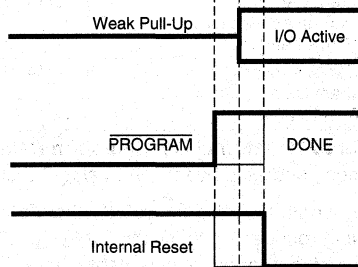 Weak Pull-Up
I/O Active
PROGRAM
DONE
Internal Reset